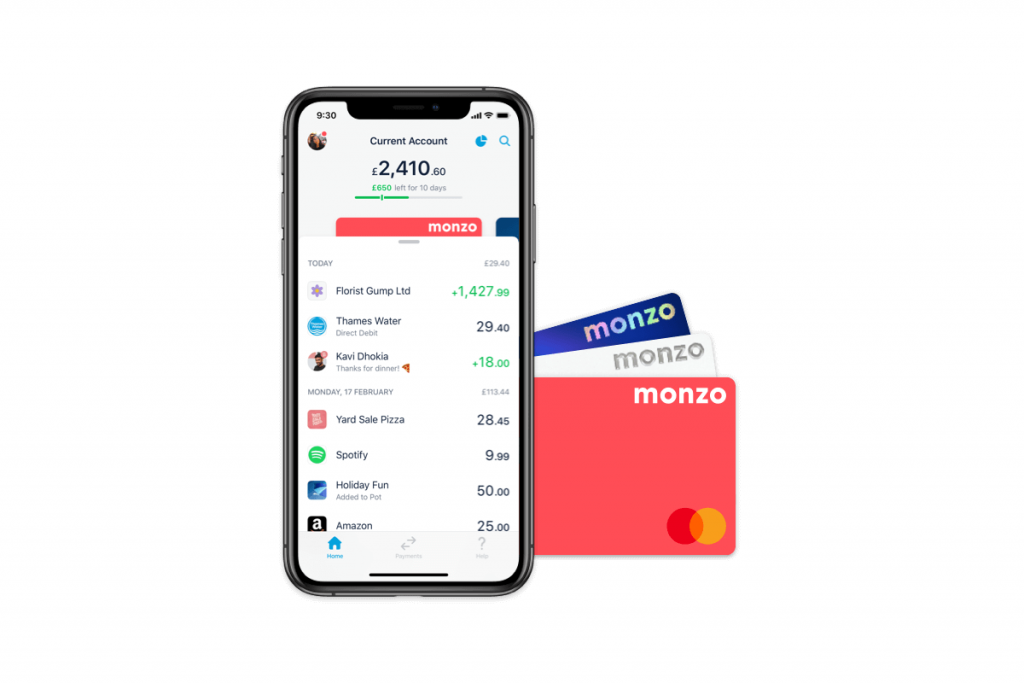 9:30
Current Account
£2,410.60
£650 left for 10 days
monzo
TODAY £29.40
Florist Gump Ltd +1,427.99
Thames Water 29.40
Direct Debit
Kavi Dhokia +18.00
Thanks for dinner! 🍕
MONDAY, 17 FEBRUARY £113.44
Yard Sale Pizza 28.45
Spotify 9.99
Holiday Fun 50.00
Added to Pot
Amazon 25.00
Home Payments Help
monzo
monzo
monzo